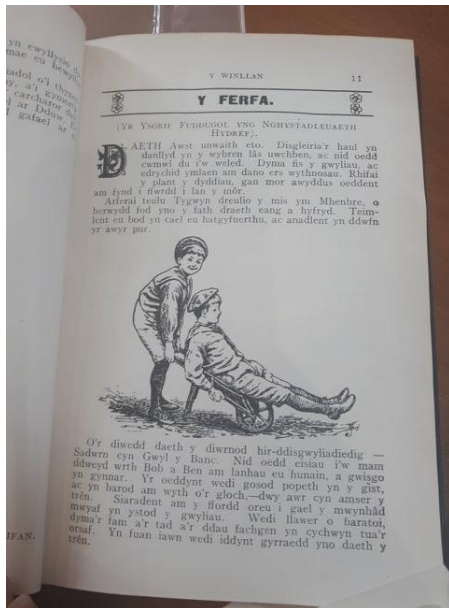 yn ewyllysio
mae eu
Y WINLLAN 11
Y FERFA.
(YR YSGRIF FUDDUGOL YNG NGHYSTADLEUAETH
HYDREF).
DAETH Awst unwaith eto. Disgleiria'r haul yn
danllyd yn y wybren lâs uwchben, ac nid oedd
cwmwl du i'w weled. Dyma fis y gwyliau, ac
edrychid ymlaen am dano ers wythnosau. Rhifai
y plant y dyddiau, gan mor awyddus oeddent
am fynd i ffwrdd i lan y môr.
Arferai teulu Tygwyn dreulio y mis ym Mhenbre, o
herwydd fod yno y fath draeth eang a hyfryd. Teim-
lent eu bod yn cael eu hatgyfnerthu, ac anadlent yn ddwfn
yr awyr pur.
O'r diwedd daeth y diwrnod hir-ddisgwyliadiedig —
Sadwrn cyn Gwyl y Banc. Nid oedd eisiau i'w mam
ddweyd wrth Bob a Ben am lanhau eu hunain, a gwisgo
yn gynnar. Yr oeddynt wedi gosod popeth yn y gist,
ac yn barod am wyth o'r gloch,—dwy awr cyn amser y
trên. Siaradent am y ffordd oreu i gael y mwynhâd
mwyaf yn ystod y gwyliau. Wedi llawer o baratoi,
dyma'r fam a'r tad a'r ddau fachgen yn cychwyn tua'r
orsaf. Yn fuan iawn wedi iddynt gyrraedd yno daeth y
trên.